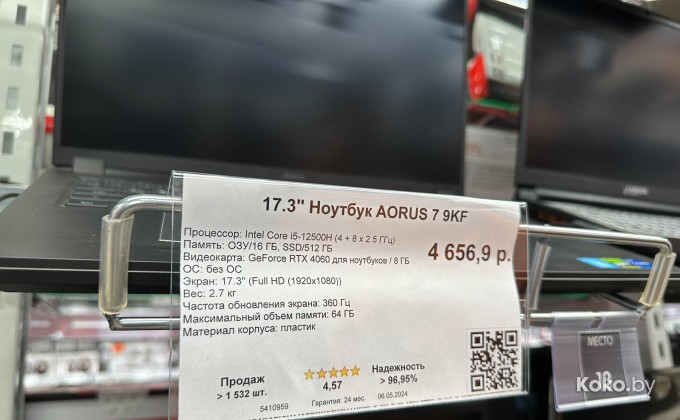 17.3" Ноутбук AORUS 7 9KF
Процессор: Intel Core i5-12500H (4 + 8 x 2.5 ГГц)
Память: ОЗУ/16 ГБ, SSD/512 ГБ
Видеокарта: GeForce RTX 4060 для ноутбуков / 8 ГБ
ОС: без ОС
Экран: 17.3" (Full HD (1920x1080))
Вес: 2.7 кг
Частота обновления экрана: 360 Гц
Максимальный объем памяти: 64 ГБ
Материал корпуса: пластик
4 656,9 р.
Продаж
> 1 532 шт.
4,57
Надежность
> 96,95%
5410959
Гарантия: 24 мес.
06.05.2024
МЕСТО
10
Koko.by